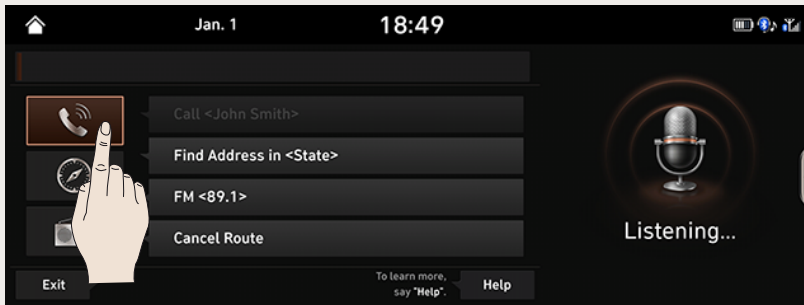 Jan. 1
18:49
Call <John Smith>
Find Address in <State>
FM <89.1>
Cancel Route
Listening...
Exit
To learn more,
say "Help".
Help